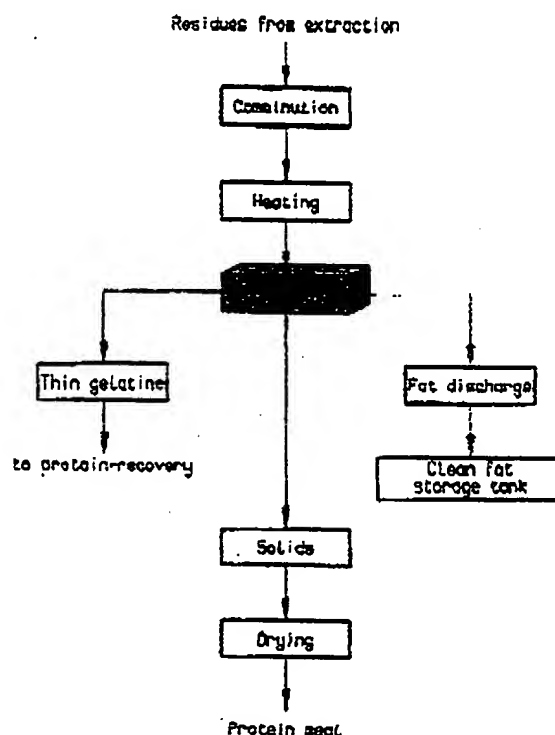 Residues from extraction
Comminution
Heating
Thin gelatine
Fat discharge
to protein-recovery
Clean fat
storage tank
Solids
Drying
Protein meal